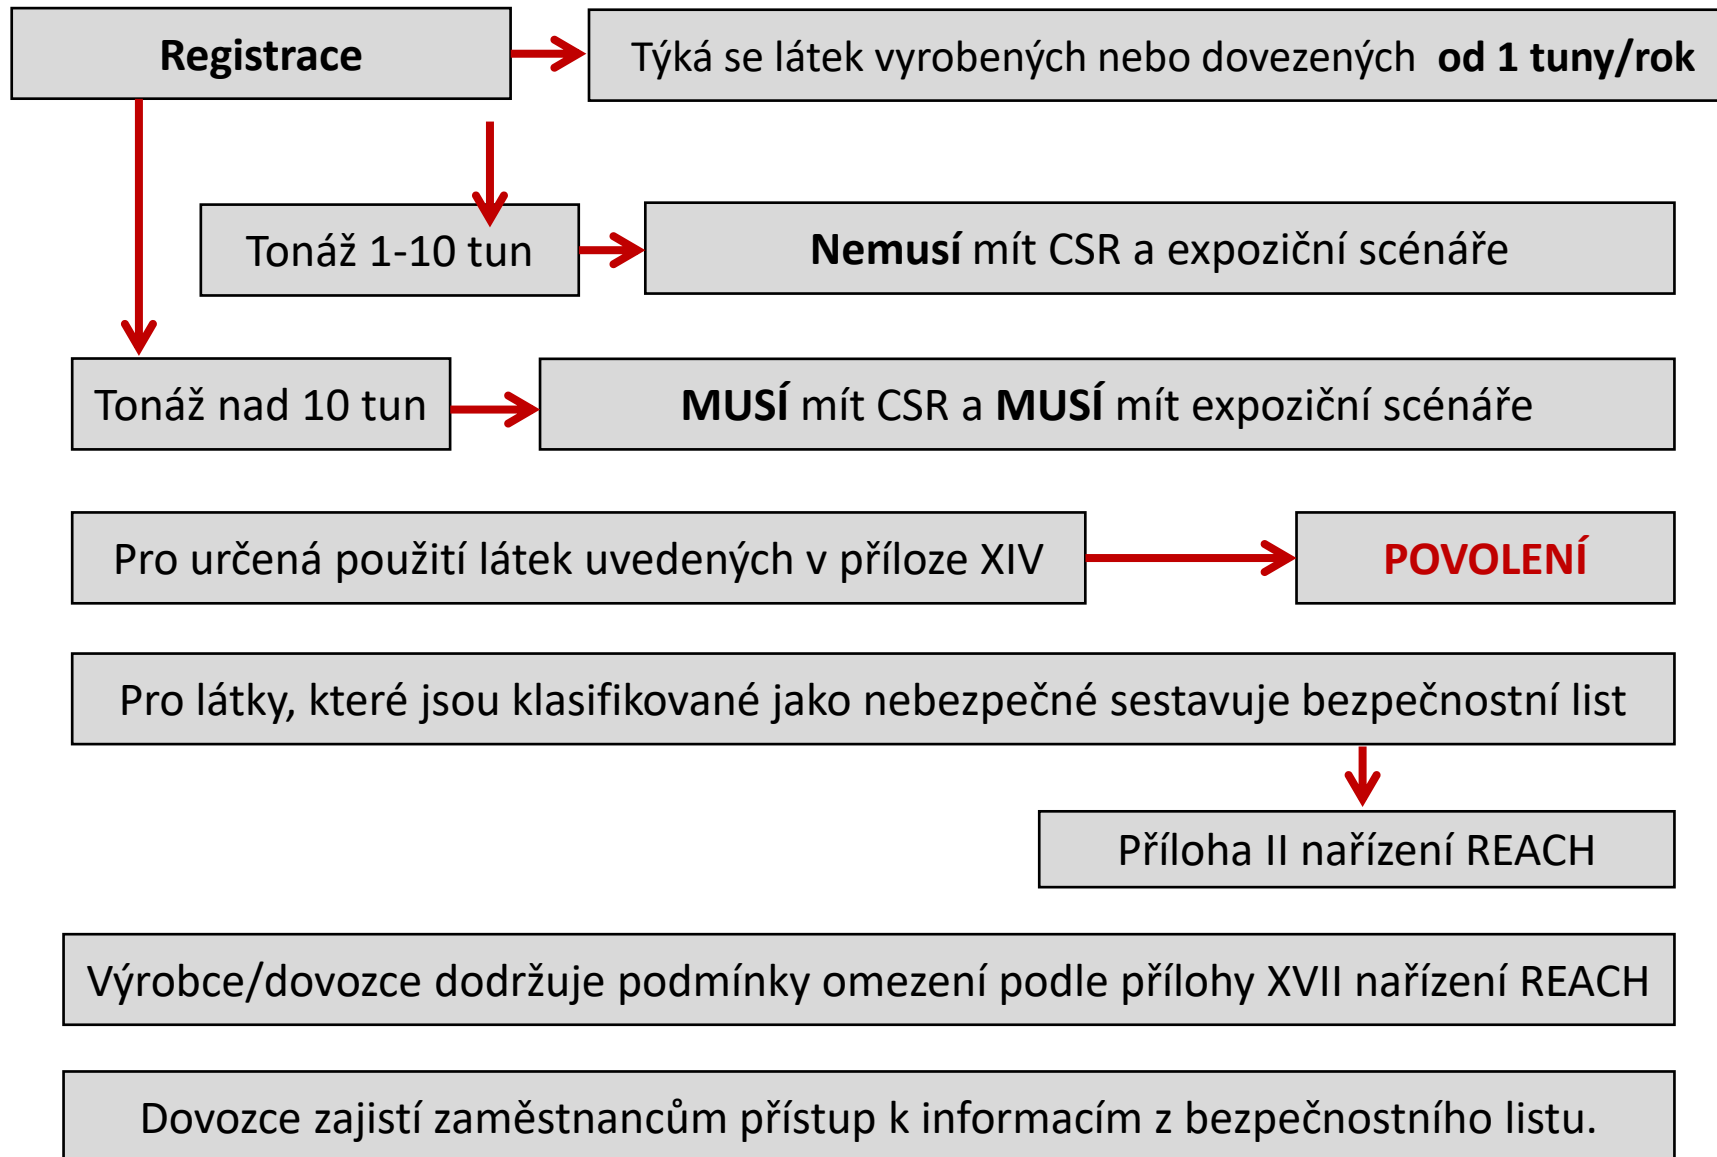 Registrace
Týká se látek vyrobených nebo dovezených od 1 tuny/rok
Tonáž 1-10 tun
Nemusí mít CSR a expoziční scénáře
Tonáž nad 10 tun
MUSÍ mít CSR a MUSÍ mít expoziční scénáře
Pro určená použití látek uvedených v příloze XIV
POVOLENÍ
Pro látky, které jsou klasifikované jako nebezpečné sestavuje bezpečnostní list
Příloha II nařízení REACH
Výrobce/dovozce dodržuje podmínky omezení podle přílohy XVII nařízení REACH
Dovozce zajistí zaměstnancům přístup k informacím z bezpečnostního listu.